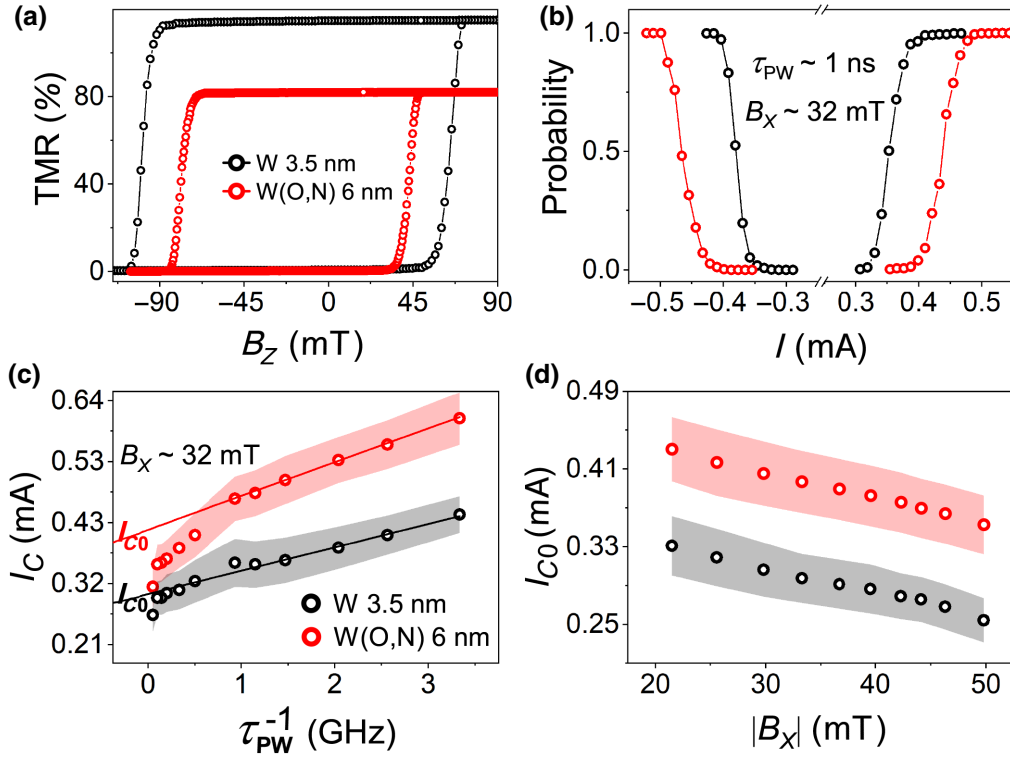 (a)
TMR (%)
80
40
0
W 3.5 nm
W(O,N) 6 nm
−90 −45 0 45 90
B_Z (mT)
(b)
Probability
1.0
0.5
0.0
τ_PW ~ 1 ns
B_X ~ 32 mT
−0.5 −0.4 −0.3 0.3 0.4 0.5
I (mA)
(c)
I_C (mA)
0.64
0.53
0.43
0.32
0.21
B_X ~ 32 mT
I_C0
I_C0
W 3.5 nm
W(O,N) 6 nm
0 1 2 3
τ_PW^-1 (GHz)
(d)
I_C0 (mA)
0.49
0.41
0.33
0.25
20 30 40 50
|B_X| (mT)